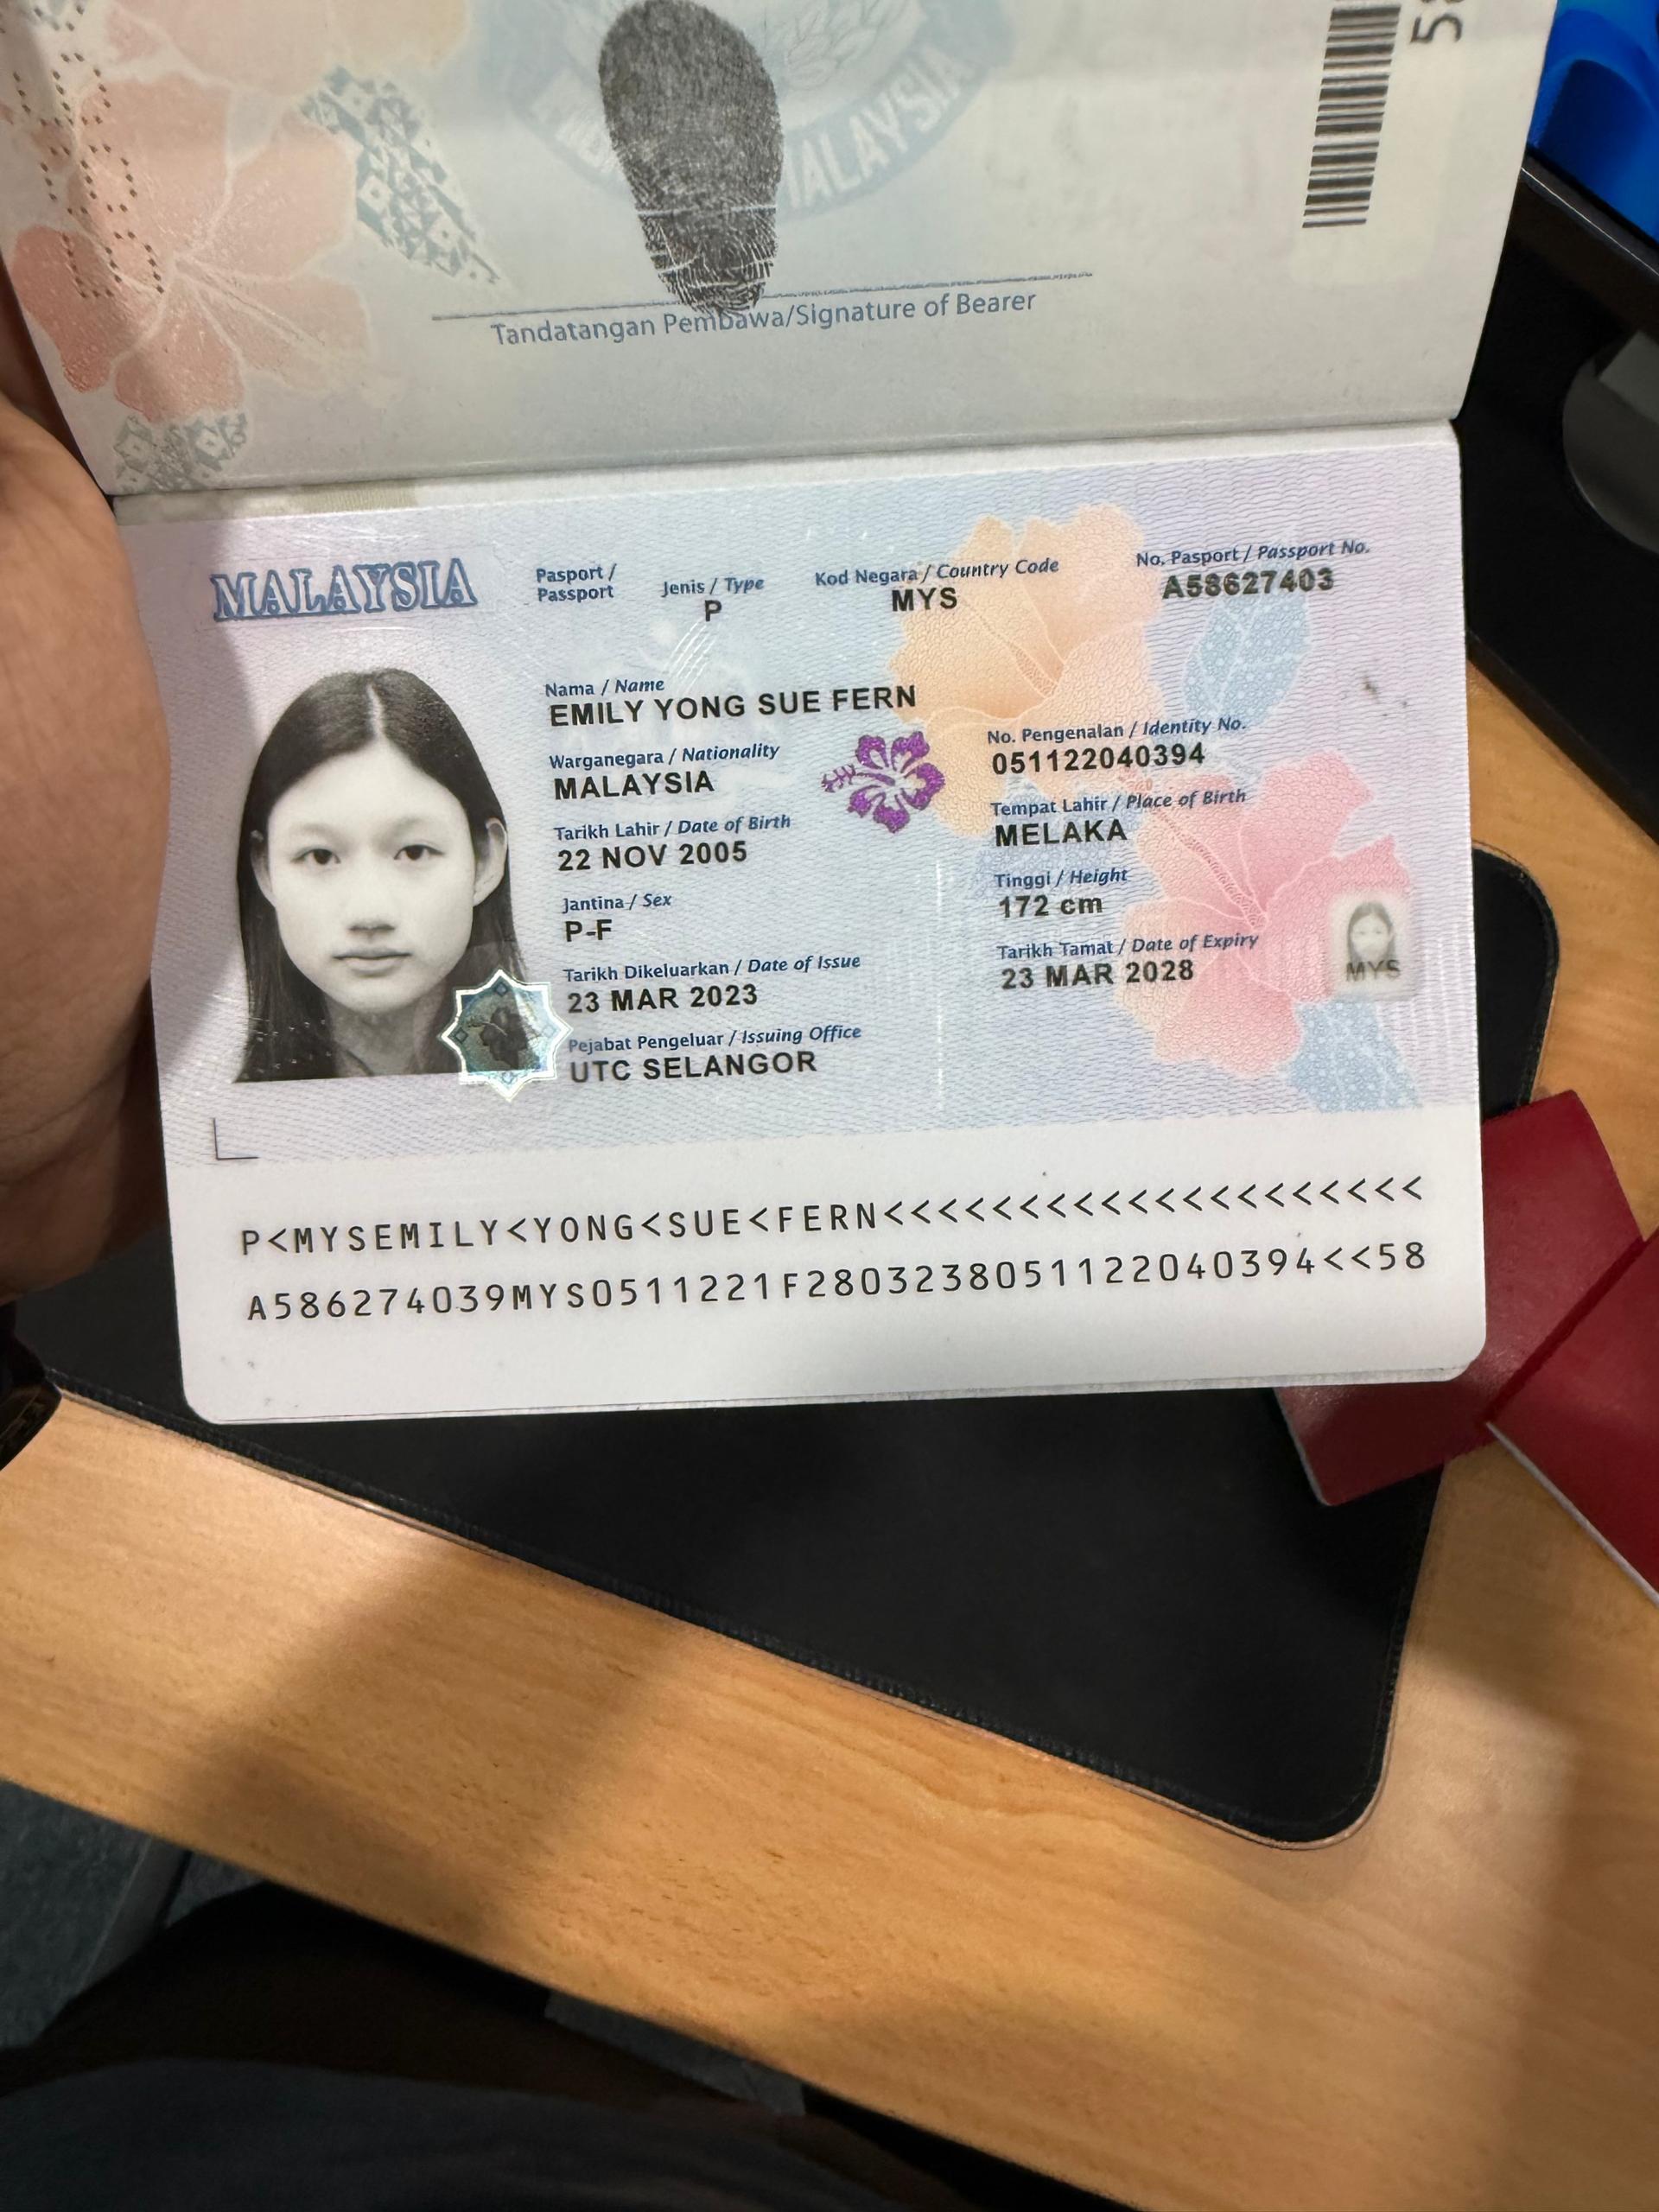 MALAYSIA
Tandatangan Pembawa/Signature of Bearer
MALAYSIA
Pasport / Passport
Jenis / Type
P
Kod Negara / Country Code
MYS
No. Pasport / Passport No.
A58627403
Nama / Name
EMILY YONG SUE FERN
Warganegara / Nationality
MALAYSIA
No. Pengenalan / Identity No.
051122040394
Tarikh Lahir / Date of Birth
22 NOV 2005
Tempat Lahir / Place of Birth
MELAKA
Jantina / Sex
P-F
Tinggi / Height
172 cm
Tarikh Dikeluarkan / Date of Issue
23 MAR 2023
Tarikh Tamat / Date of Expiry
23 MAR 2028
MYS
Pejabat Pengeluar / Issuing Office
UTC SELANGOR
P<MYSEMILY<YONG<SUE<FERN<<<<<<<<<<<<<<<<<<<<
A586274039MYS0511221F2803238051122040394<<58